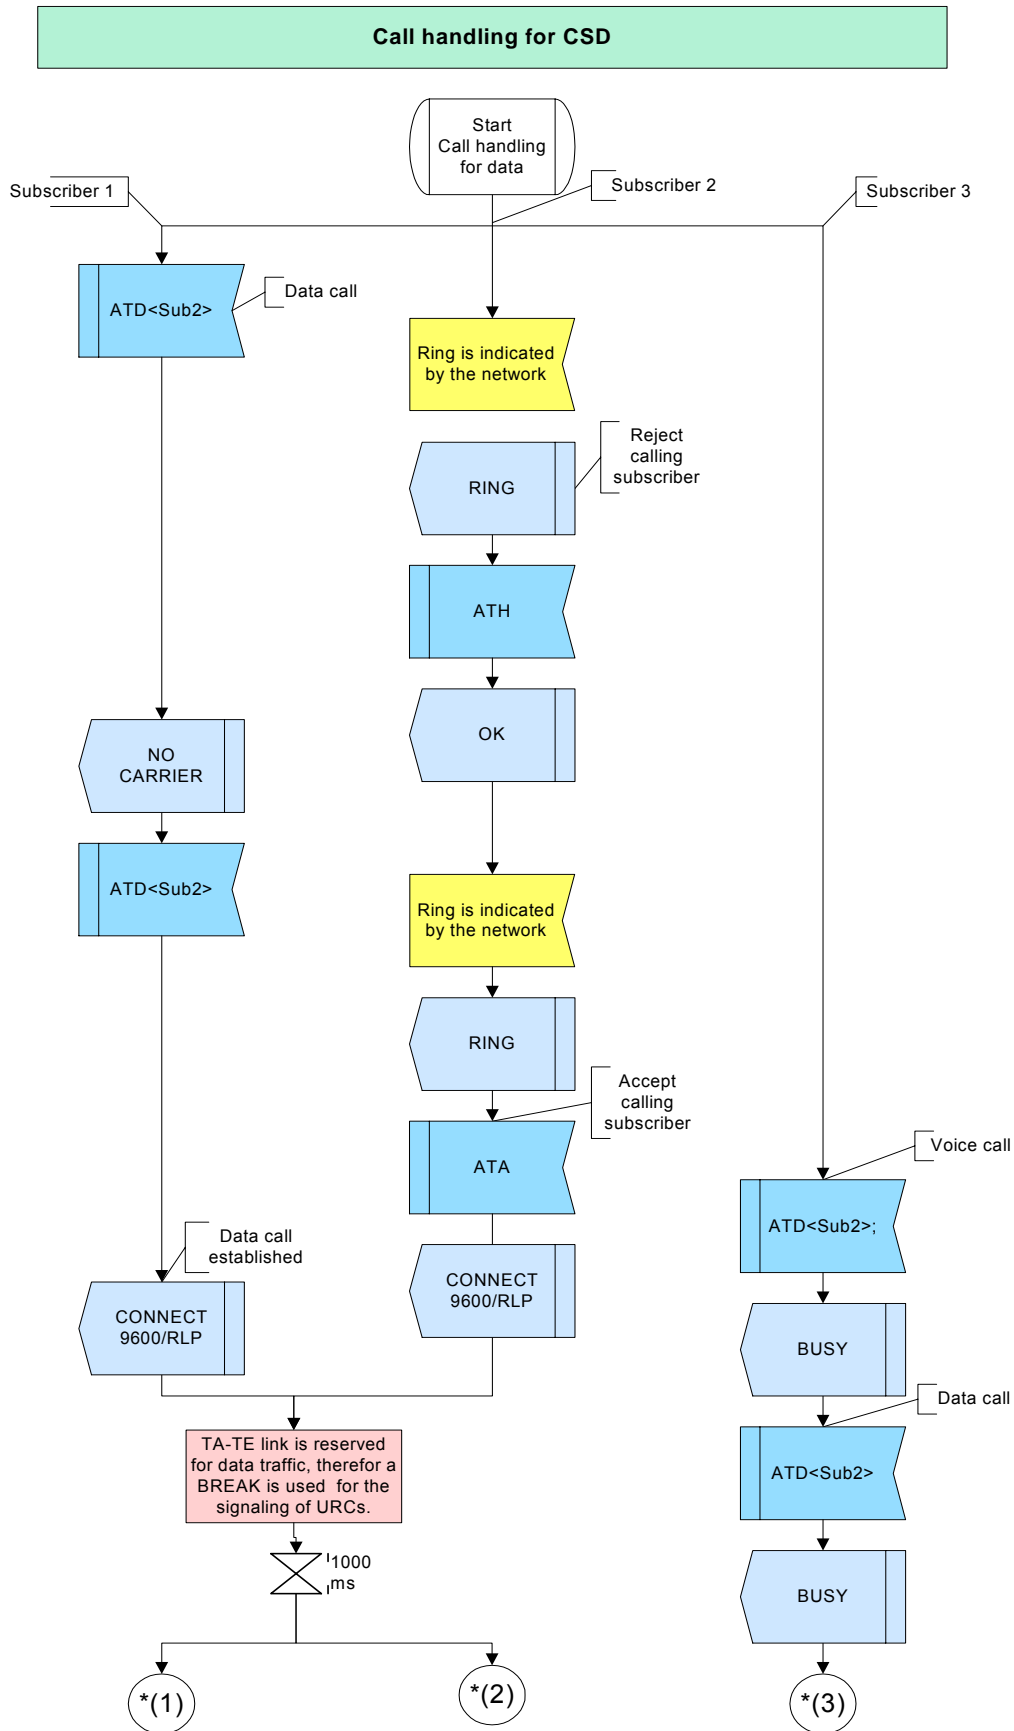 Call handling for CSD
Start
Call handling
for data
Subscriber 1
Subscriber 2
Subscriber 3
ATD<Sub2>
Data call
Ring is indicated
by the network
Reject
calling
subscriber
RING
ATH
OK
NO
CARRIER
ATD<Sub2>
Ring is indicated
by the network
RING
Accept
calling
subscriber
ATA
Voice call
ATD<Sub2>;
Data call
established
CONNECT
9600/RLP
CONNECT
9600/RLP
BUSY
Data call
TA-TE link is reserved
for data traffic, therefor a
BREAK is used for the
signaling of URCs.
ATD<Sub2>
1000
ms
BUSY
*(1)
*(2)
*(3)